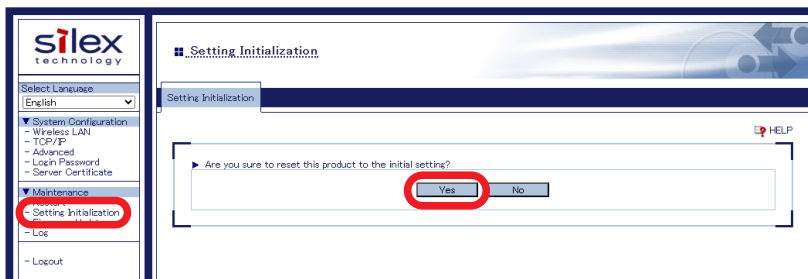 silex
technology
Select Language
English
▼ System Configuration
- Wireless LAN
- TCP/IP
- Advanced
- Login Password
- Server Certificate
▼ Maintenance
- Restart
- Setting Initialization
- Log
- Logout
Setting Initialization
Setting Initialization
HELP
Are you sure to reset this product to the initial setting?
Yes No